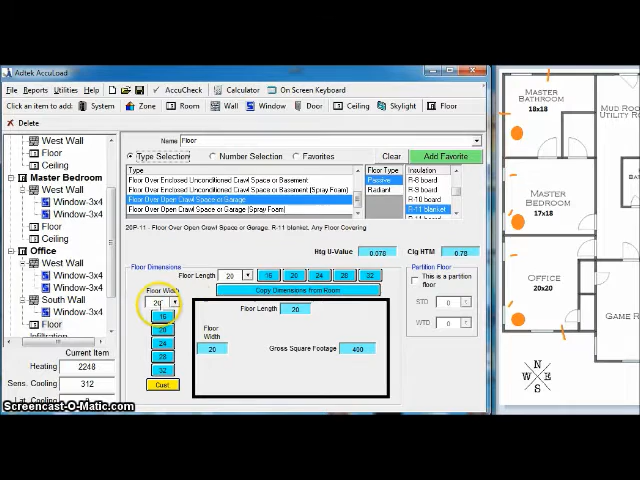 Adtek AccuLoad
File Reports Utilities New AccuCheck Calculator On Screen Keyboard
Click an item to add: System Zone Room Wall Window Door Ceiling Skylight Floor
Delete
West Wall
Floor
Ceiling
Master Bedroom
West Wall
Window-3x4
Window-3x4
Floor
Ceiling
Office
West Wall
Window-3x4
Window-3x4
South Wall
Window-3x4
Floor
Infiltration
Current Item
Heating
2248
Sens. Cooling
312
Lat. Cooling
Name Floor
Type Selection Number Selection Favorites Clear Add Favorite
Type
Floor Over Enclosed Unconditioned Crawl Space or Basement
Floor Over Enclosed Unconditioned Crawl Space or Basement (Spray Foam)
Floor Over Open Crawl Space or Garage
Floor Over Open Crawl Space or Garage (Spray Foam)
Floor Type
Passive
Radiant
Insulation
R-8 board
R-9 board
R-10 board
R-11 blanket
20P-11 - Floor Over Open Crawl Space or Garage. R-11 blanket, Any Floor Covering
Htg U-Value 0.078 Clg HTM 0.78
Floor Dimensions
Floor Length 20 16 20 24 28 32
Copy Dimensions from Room
Floor Width
20
16
20
24
28
32
Cust.
Floor Length 20
Floor Width
20
Gross Square Footage 400
Partition Floor
This is a partition floor
STD 0
WTD 0
MASTER BATHROOM
18x18
MUD ROOM
UTILITY R
MASTER BEDROOM
17x18
OFFICE
20x20
GAME R
N
W E
S
Screencast-O-Matic.com